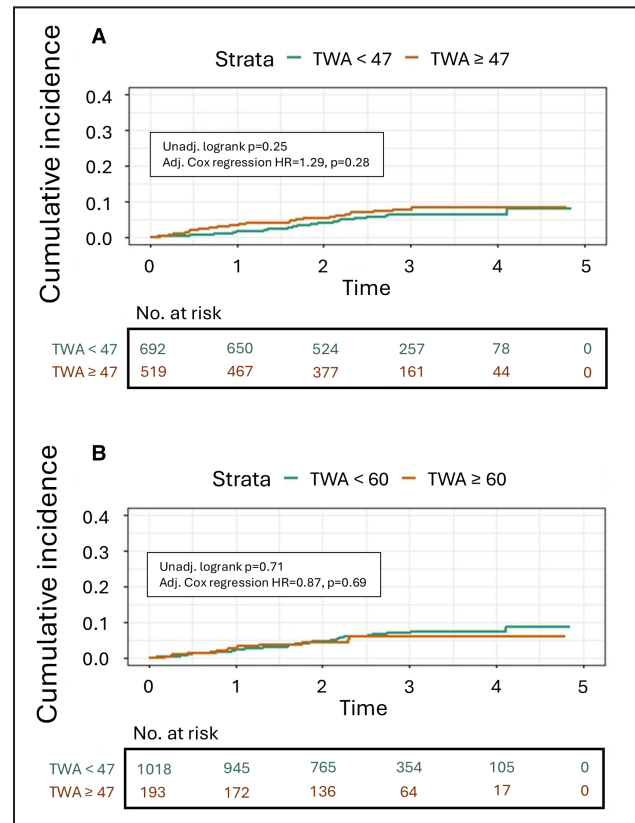 A
Strata TWA < 47 TWA ≥ 47
Cumulative incidence
0.4
0.3
0.2
0.1
0.0
Unadj. logrank p=0.25
Adj. Cox regression HR=1.29, p=0.28
0 1 2 3 4 5
Time
No. at risk
TWA < 47 692 650 524 257 78 0
TWA ≥ 47 519 467 377 161 44 0
B
Strata TWA < 60 TWA ≥ 60
Cumulative incidence
0.4
0.3
0.2
0.1
0.0
Unadj. logrank p=0.71
Adj. Cox regression HR=0.87, p=0.69
0 1 2 3 4 5
Time
No. at risk
TWA < 47 1018 945 765 354 105 0
TWA ≥ 47 193 172 136 64 17 0